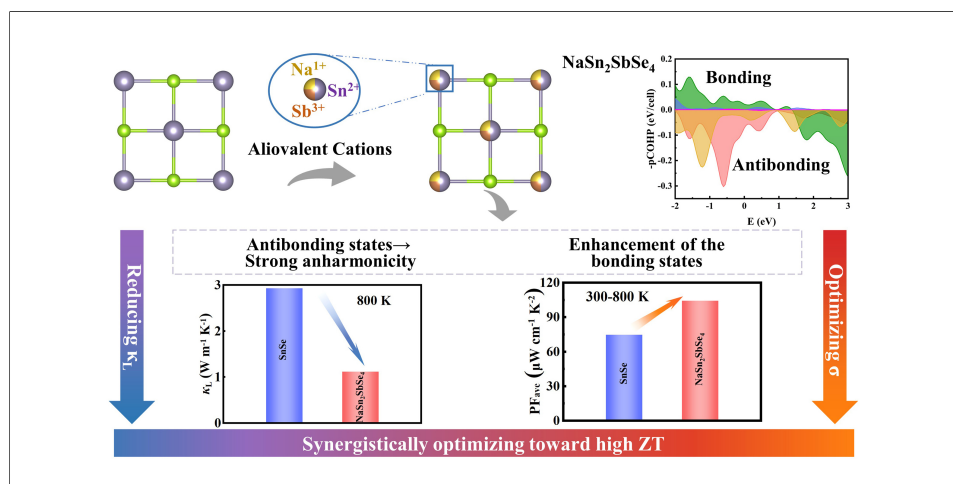 Na¹⁺
Sn²⁺
Sb³⁺
Aliovalent Cations
NaSn₂SbSe₄
Bonding
Antibonding
-pCOHP (eV/cell)
0.2
0.1
0.0
-0.1
-0.2
-0.3
-2
-1
0
1
2
3
E (eV)
Reducing κL
Antibonding states→
Strong anharmonicity
Enhancement of the
bonding states
Optimizing σ
κL (W m⁻¹ K⁻¹)
3
2
1
0
800 K
SnSe
NaSn₂SbSe₄
PFave (μW cm⁻¹ K⁻²)
120
90
60
30
0
300-800 K
SnSe
NaSn₂SbSe₄
Synergistically optimizing toward high ZT